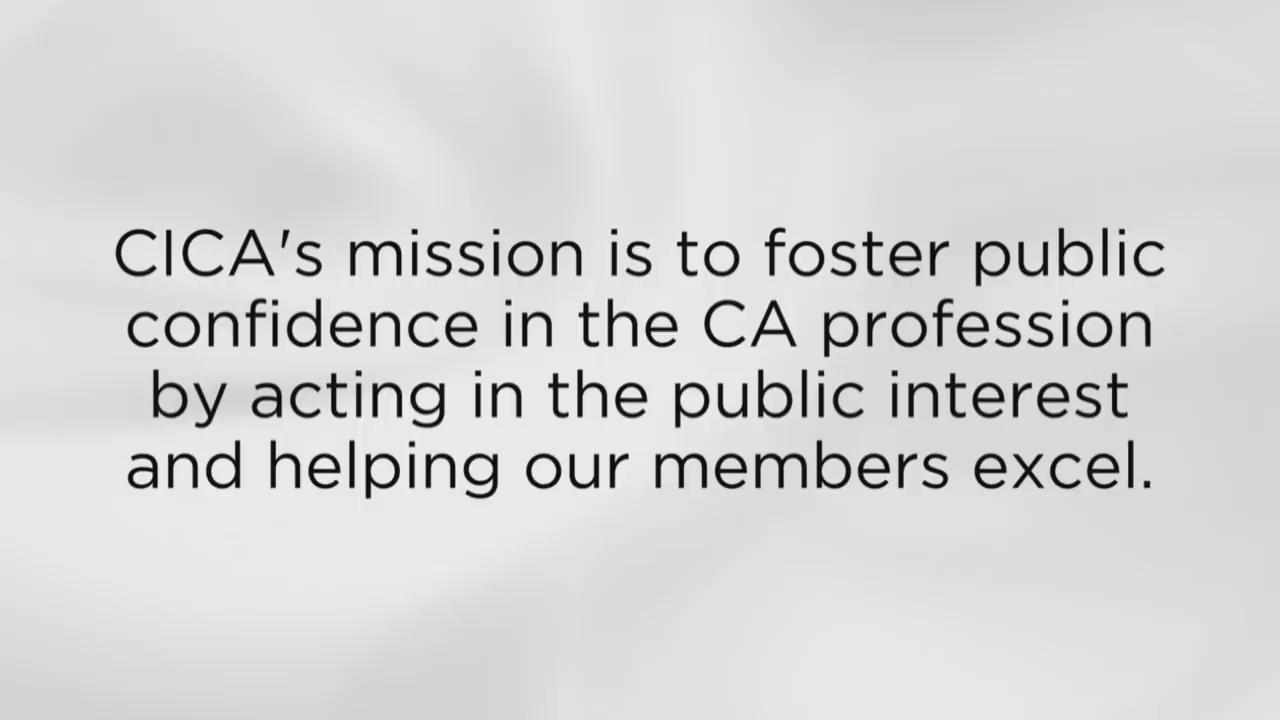 CICA's mission is to foster public
confidence in the CA profession
by acting in the public interest
and helping our members excel.